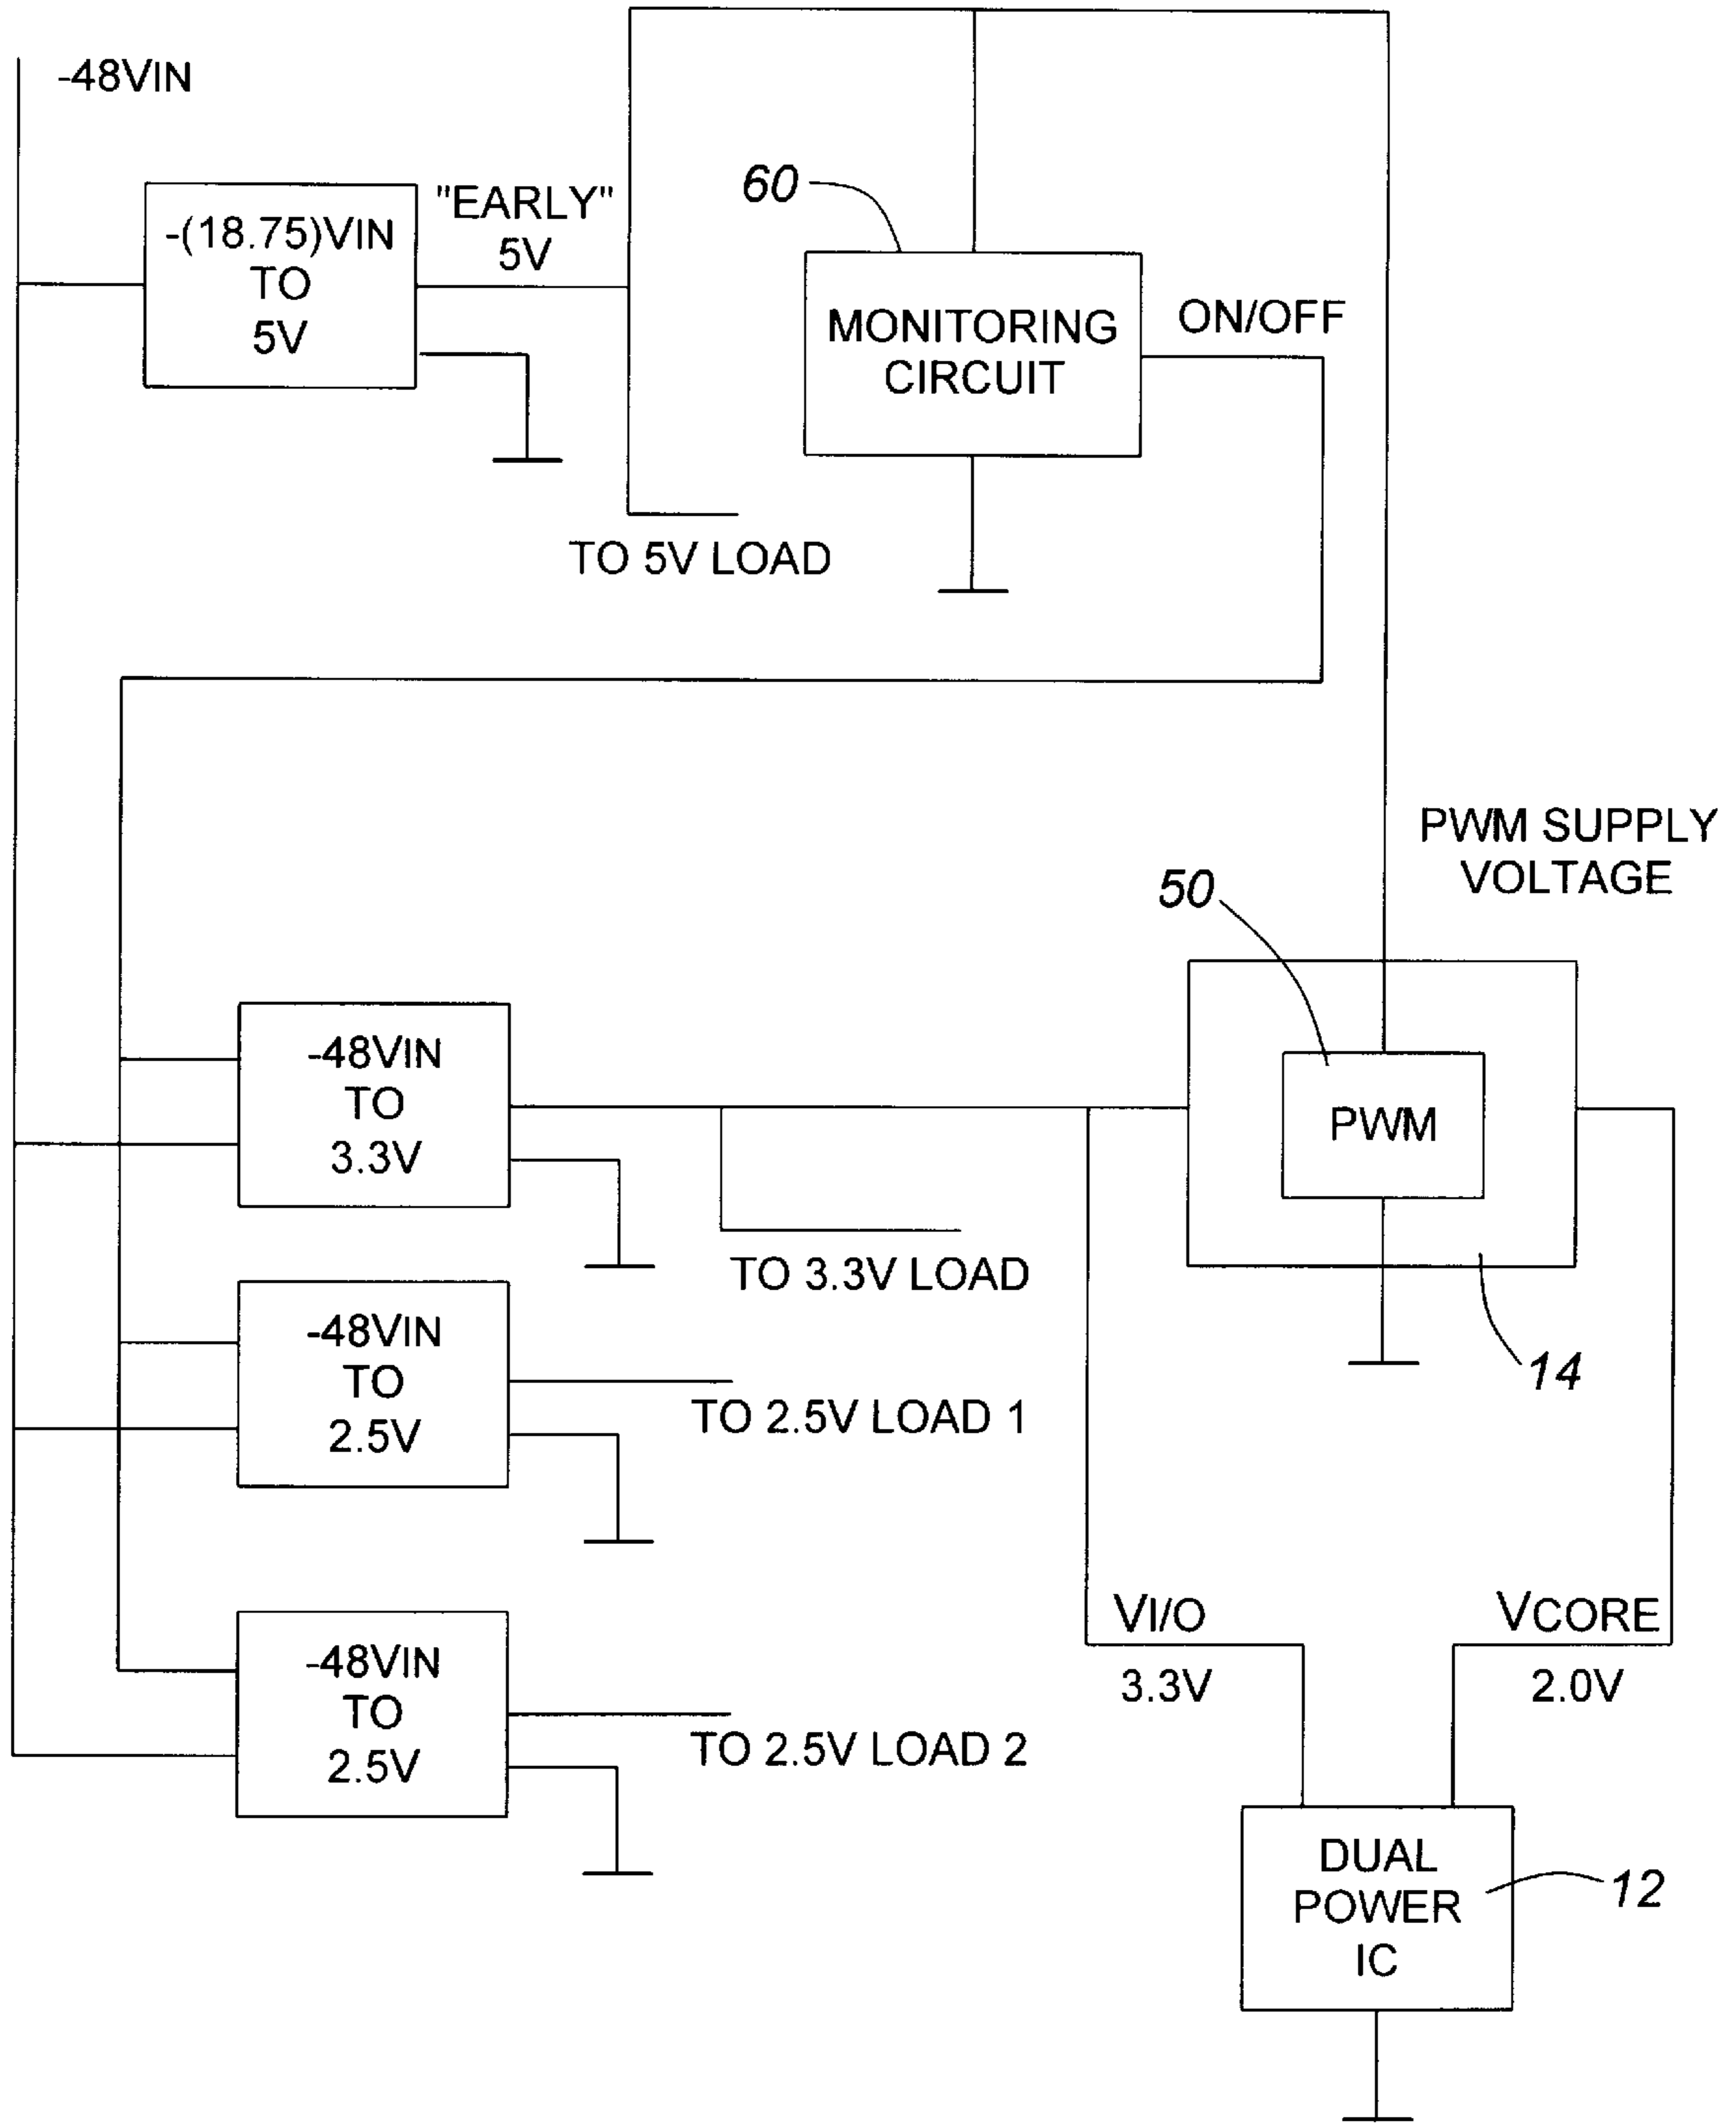 -48VIN
-(18.75)VIN
TO
5V
"EARLY"
5V
60
MONITORING
CIRCUIT
ON/OFF
TO 5V LOAD
PWM SUPPLY
VOLTAGE
50
PWM
14
-48VIN
TO
3.3V
TO 3.3V LOAD
-48VIN
TO
2.5V
TO 2.5V LOAD 1
-48VIN
TO
2.5V
TO 2.5V LOAD 2
VI/O
3.3V
VCORE
2.0V
DUAL
POWER
IC
12